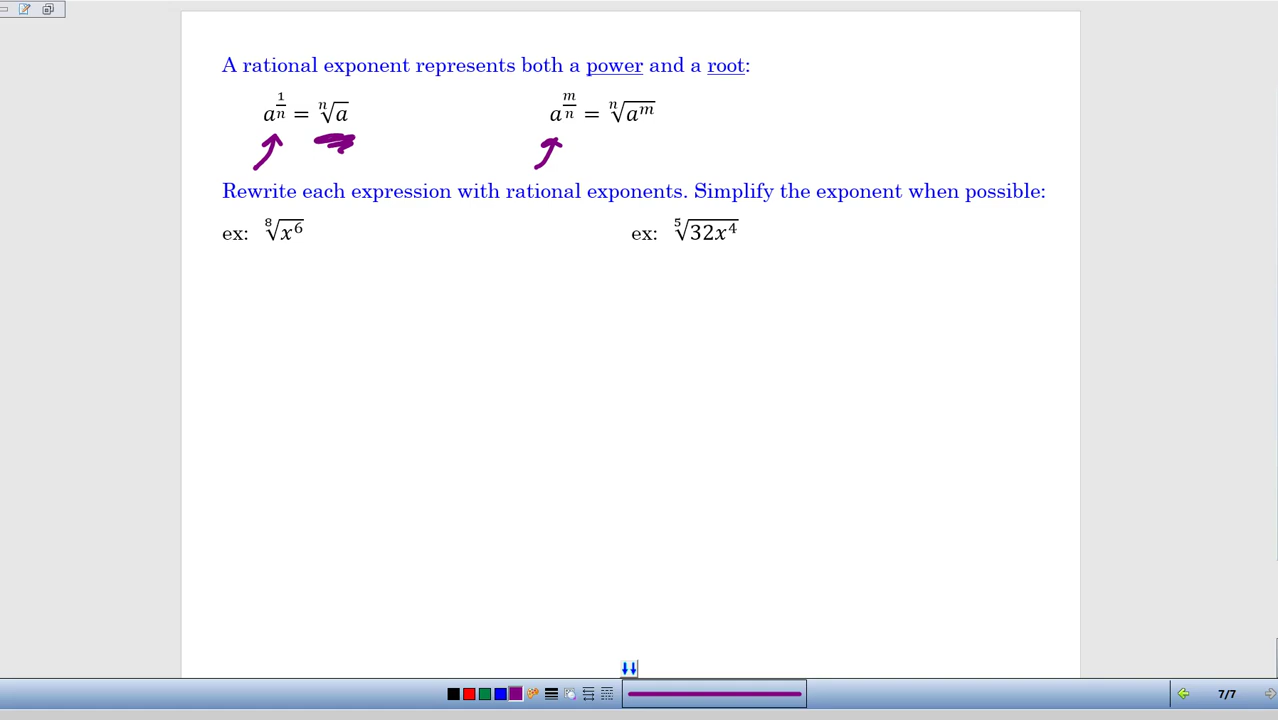 A rational exponent represents both a power and a root:
a^{1/n} = ⁿ√a    a^{m/n} = ⁿ√(a^m)
Rewrite each expression with rational exponents. Simplify the exponent when possible:
ex: ⁸√(x⁶)    ex: ⁵√(32x⁴)
7/7